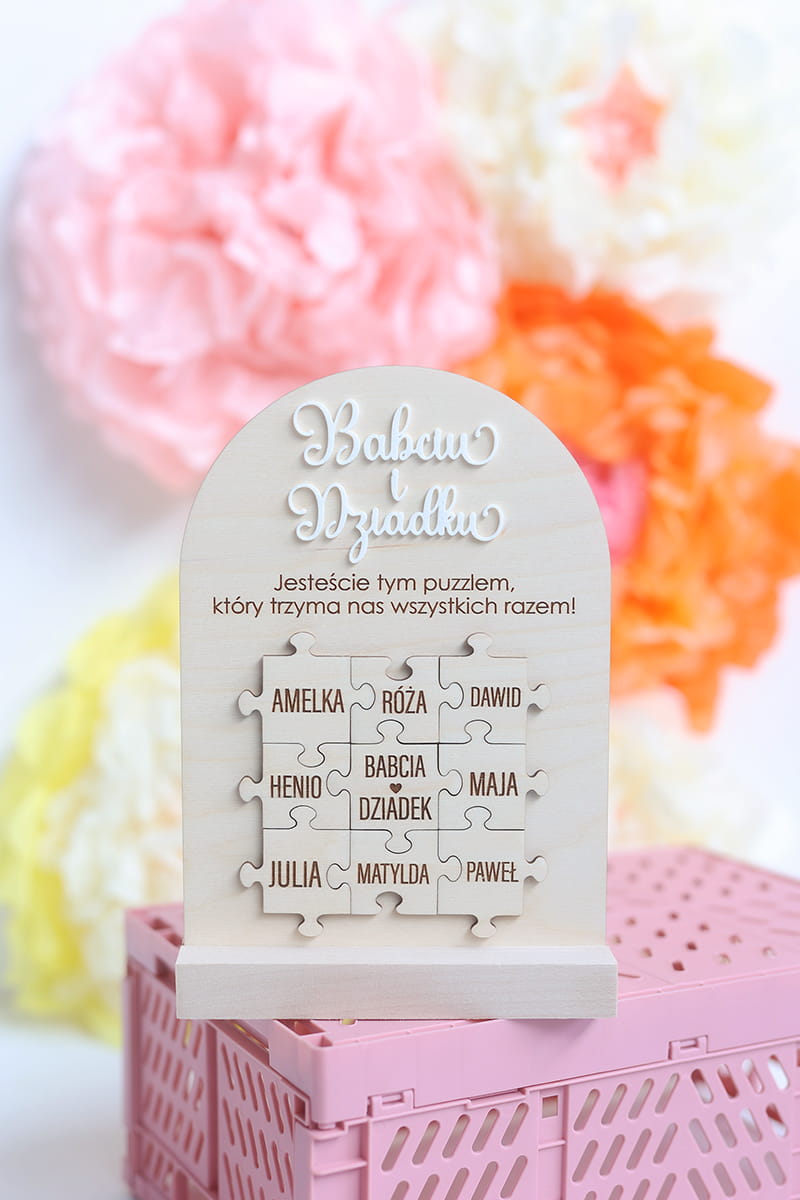 Babciu
i
Dziadku
Jesteście tym puzzlem,
który trzyma nas wszystkich razem!
AMELKA RÓŻA DAWID
HENIO BABCIA MAJA
DZIADEK
JULIA MATYLDA PAWEŁ